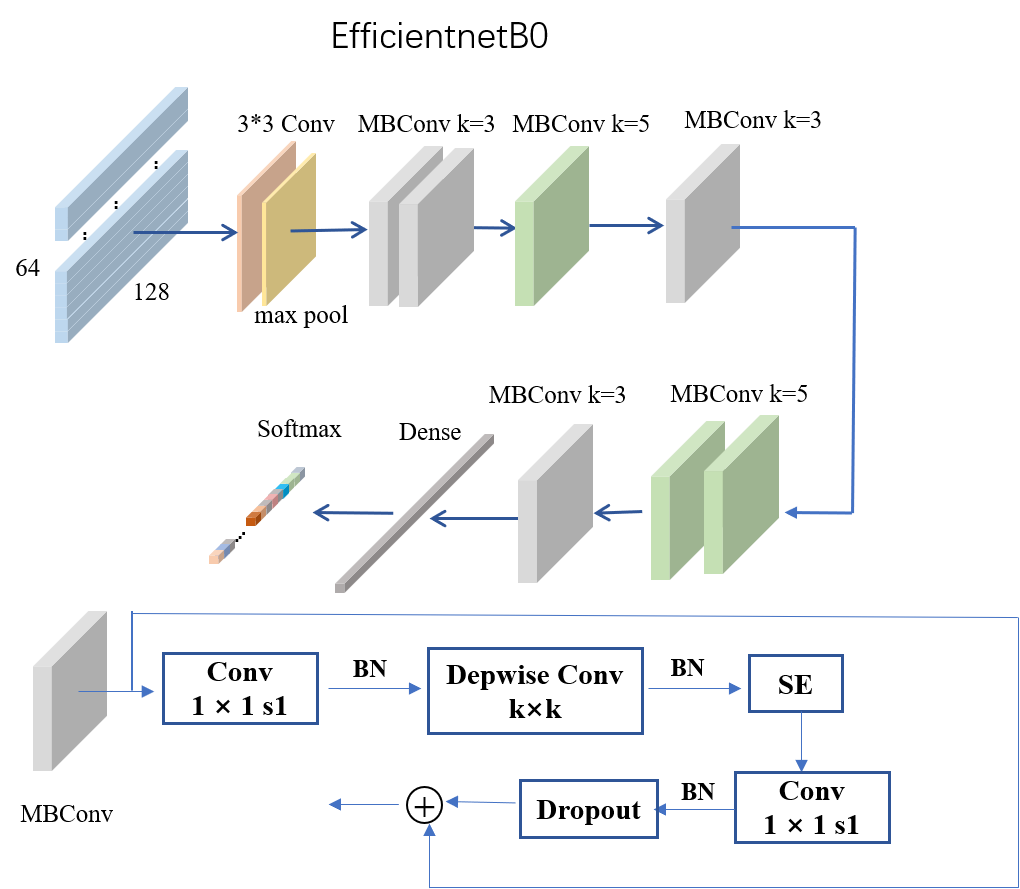 EfficientnetB0
3*3 Conv
MBConv k=3
MBConv k=5
MBConv k=3
64
128
max pool
MBConv k=3
MBConv k=5
Softmax
Dense
Conv
1 × 1 s1
BN
Depwise Conv
k×k
BN
SE
MBConv
+
Dropout
BN
Conv
1 × 1 s1